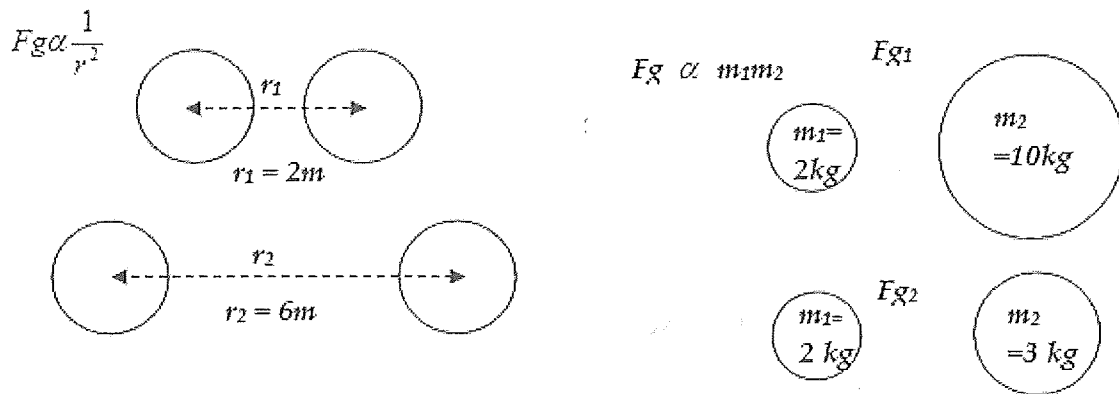 Fg α 1/r²
r₁
r₁ = 2m
r₂
r₂ = 6m
Fg α m₁m₂
Fg₁
m₁=
2kg
m₂
=10kg
Fg₂
m₁=
2 kg
m₂
=3 kg